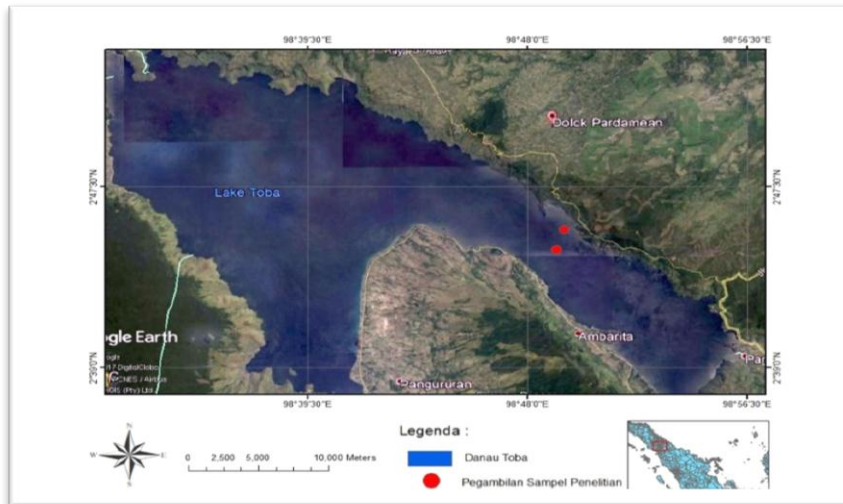 98°39'30"E 98°48'0"E 98°56'30"E
Dolok Pardamean
2°47'30"N 2°47'30"N
Lake Toba
Ambarita
gle Earth
2°39'0"N 2°39'0"N
Pangururan
98°39'30"E 98°48'0"E 98°56'30"E
N
W E
S
0 2,500 5,000 10,000 Meters
Legenda :
Danau Toba
Pegambilan Sampel Penelitian